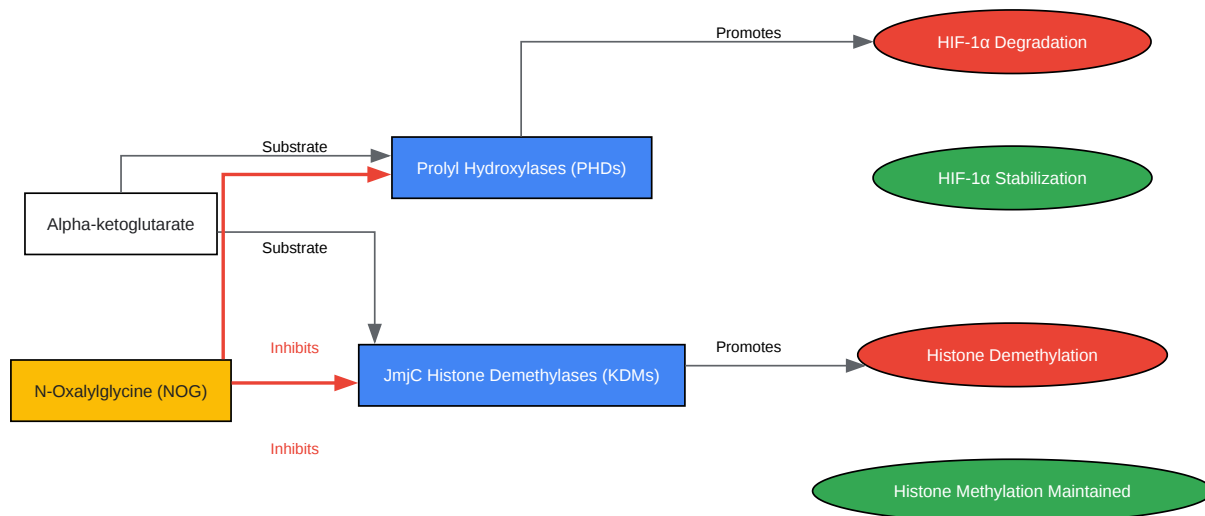 Promotes
HIF-1α Degradation
Substrate
Prolyl Hydroxylases (PHDs)
HIF-1α Stabilization
Alpha-ketoglutarate
Substrate
Promotes
Inhibits
Histone Demethylation
JmjC Histone Demethylases (KDMs)
N-Oxalylglycine (NOG)
Inhibits
Histone Methylation Maintained